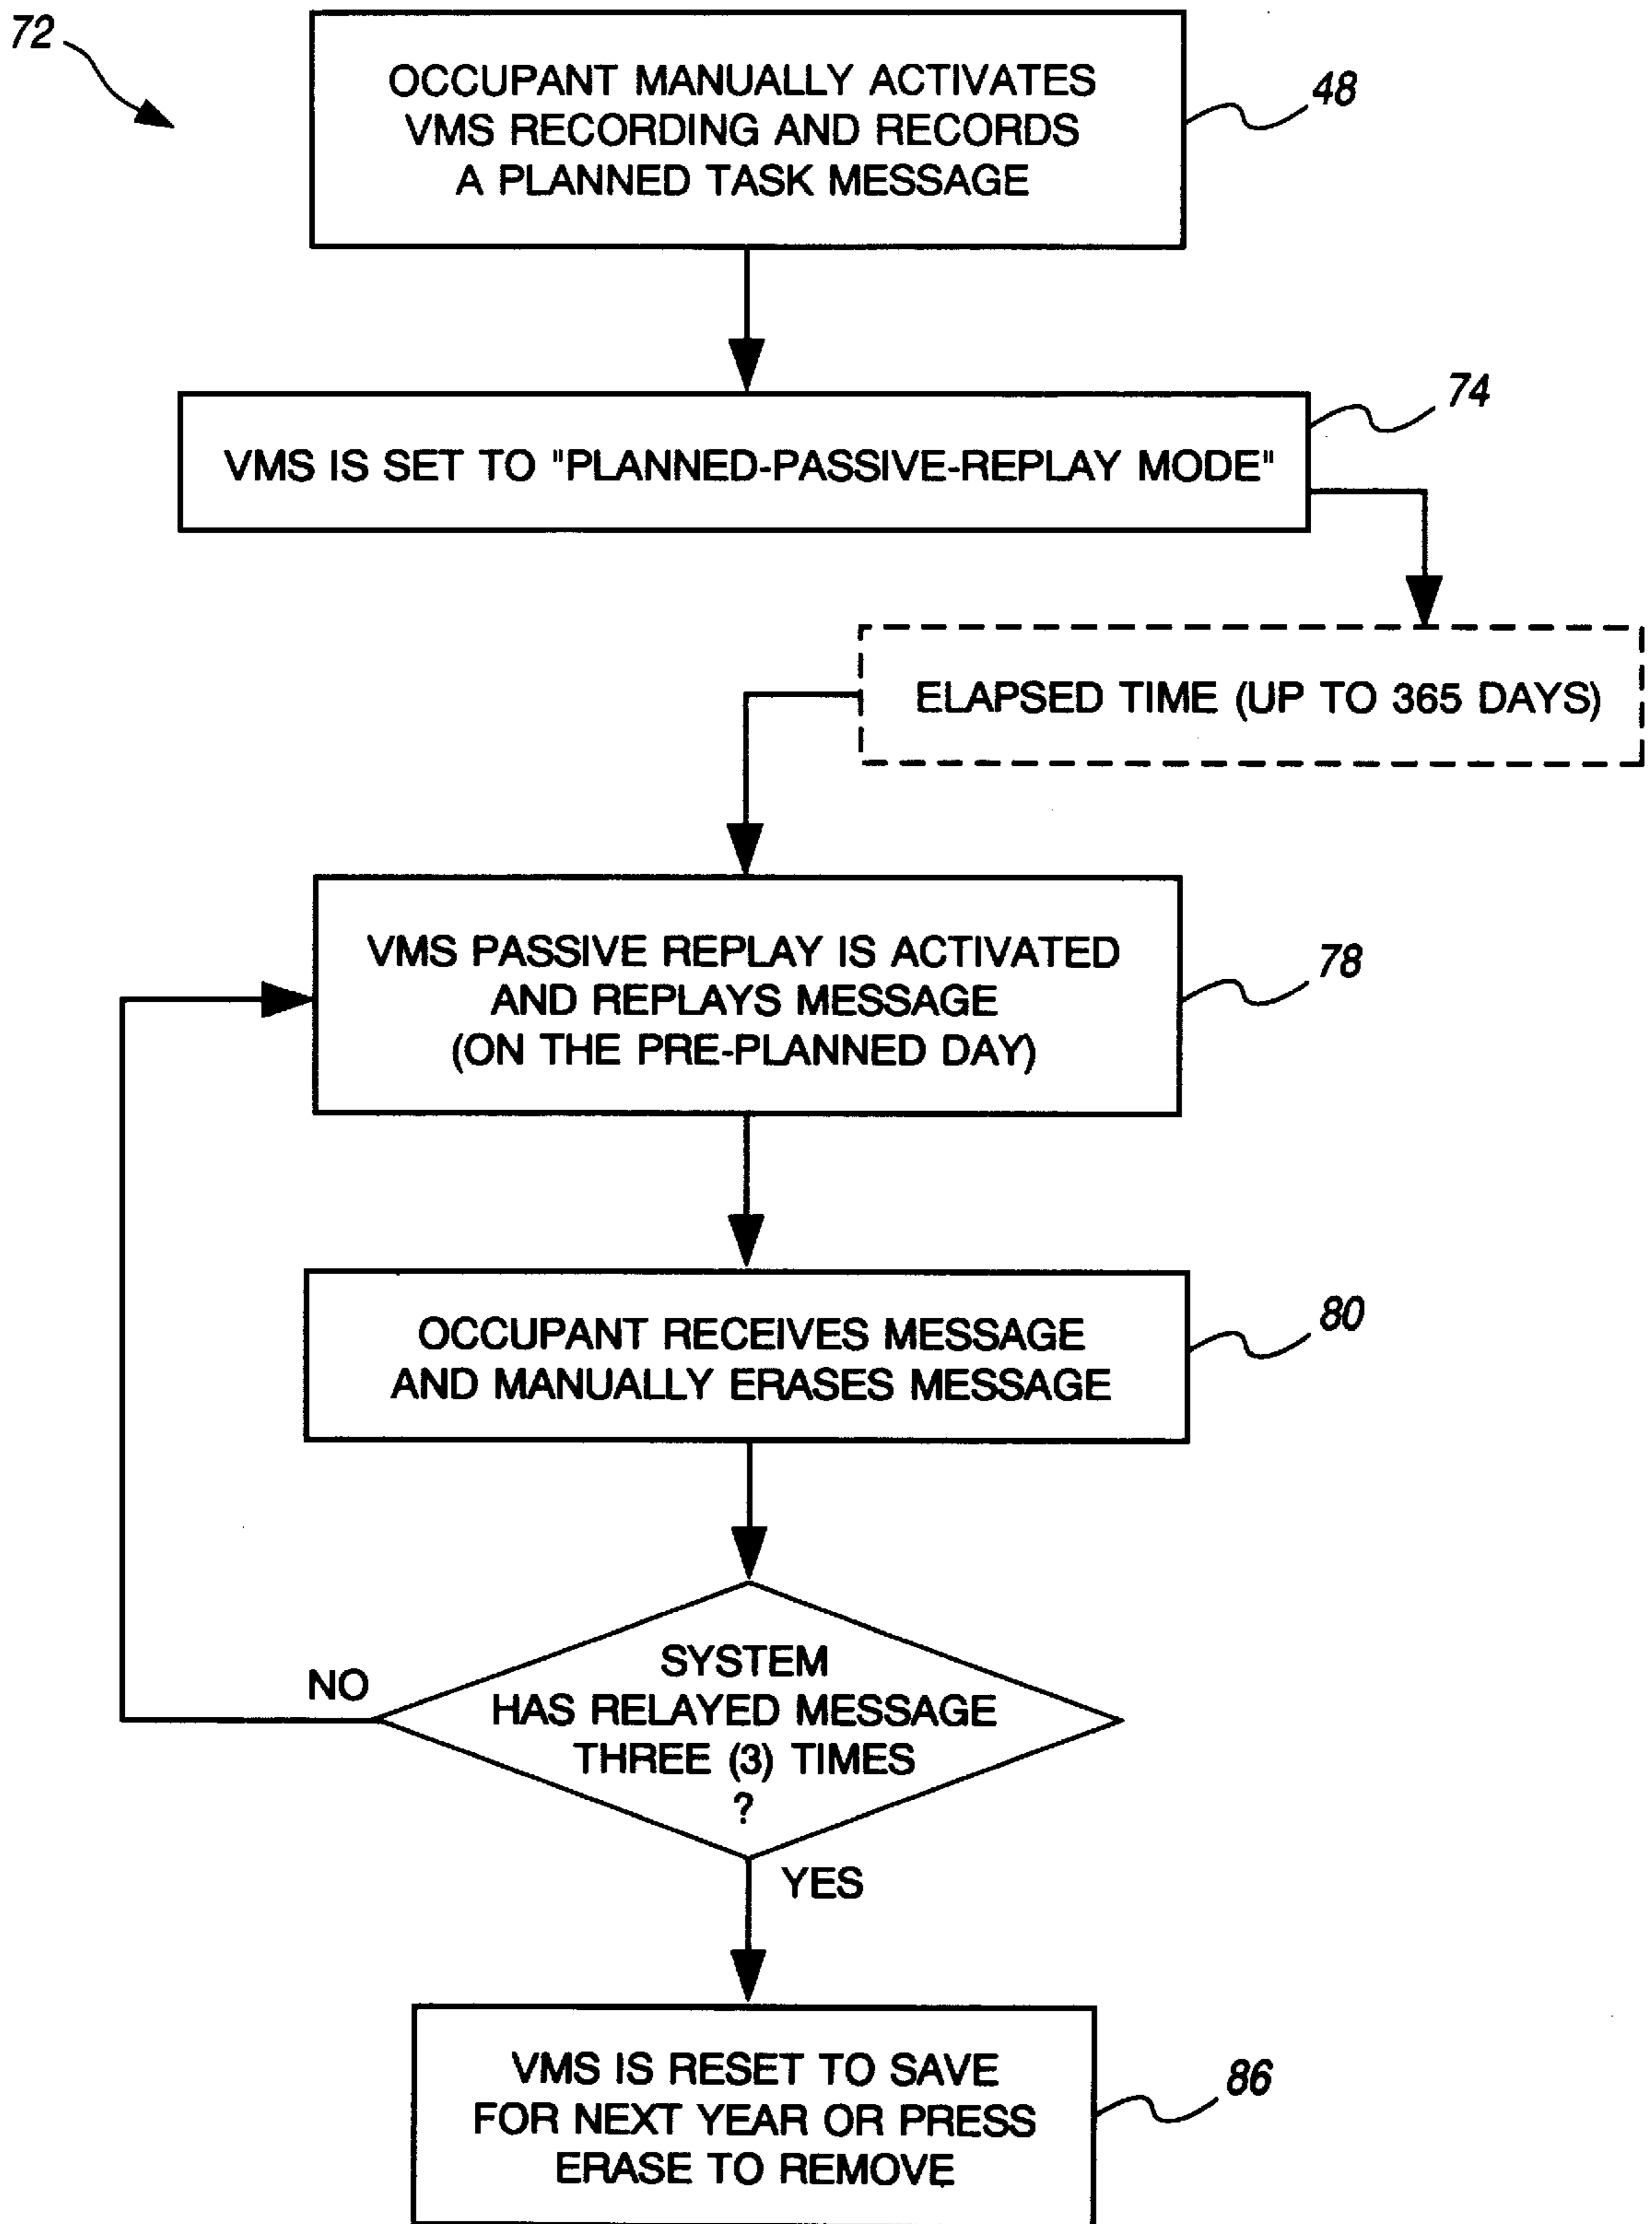 72
OCCUPANT MANUALLY ACTIVATES
VMS RECORDING AND RECORDS
A PLANNED TASK MESSAGE
48
VMS IS SET TO "PLANNED-PASSIVE-REPLAY MODE"
74
ELAPSED TIME (UP TO 365 DAYS)
VMS PASSIVE REPLAY IS ACTIVATED
AND REPLAYS MESSAGE
(ON THE PRE-PLANNED DAY)
78
OCCUPANT RECEIVES MESSAGE
AND MANUALLY ERASES MESSAGE
80
SYSTEM
HAS RELAYED MESSAGE
THREE (3) TIMES
?
NO
YES
VMS IS RESET TO SAVE
FOR NEXT YEAR OR PRESS
ERASE TO REMOVE
86